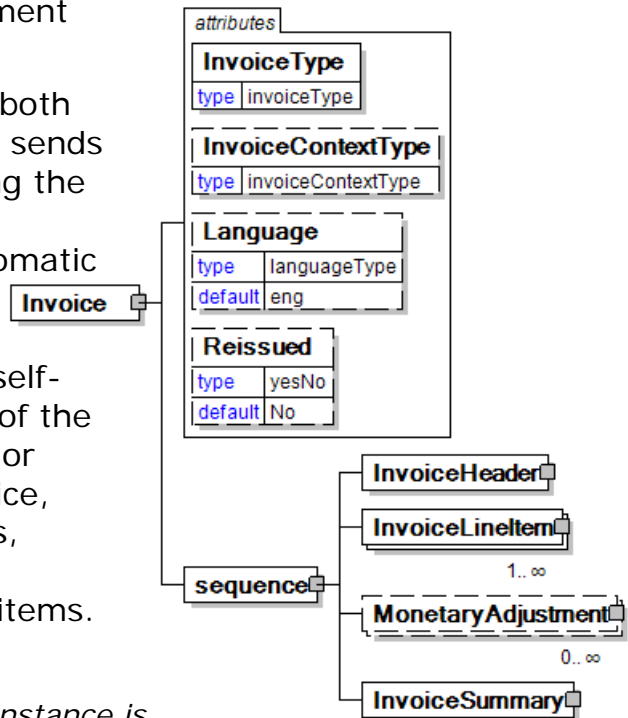 ment
both
sends
ng the
omatic
self-
of the
or
ice,
s,
items.
nstance is
attributes
InvoiceType
type invoiceType
InvoiceContextType
type invoiceContextType
Language
type languageType
default eng
Reissued
type yesNo
default No
Invoice
sequence
InvoiceHeader
InvoiceLineItem
1..∞
MonetaryAdjustment
0..∞
InvoiceSummary